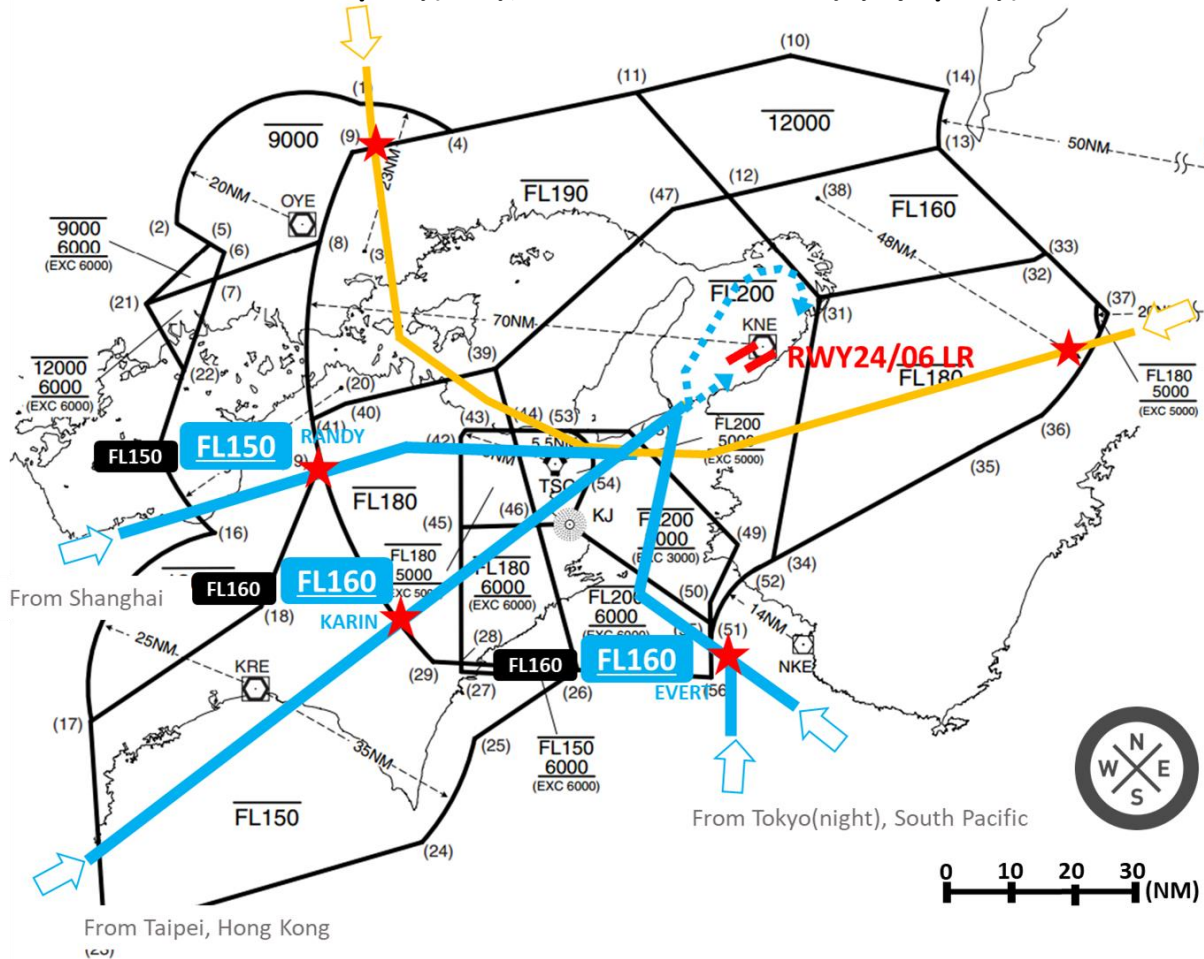 (10)
(11)
(14)
(1)
9000
12000
(9)
(4)
23NM
(13)
50NM
20NM
OYE
FL190
(12)
(38)
(47)
FL160
9000
6000
(EXC 6000)
(2)
(5)
(6)
(8)
48NM
(33)
(32)
(21)
(7)
FL200
(31)
(37)
70NM
KNE
(39)
RWY24/06 LR
12000
6000
(EXC 6000)
(22)
(20)
FL180
FL180
5000
(EXC 5000)
(40)
(41)
(43)
(44)
(53)
(36)
FL200
(EXC 5000)
FL150
FL150
RANDY
(42)
5.5NM
(35)
TSC
(54)
FL180
(46)
KJ
FL200
(EXC 3000)
(16)
(45)
(49)
FL180
5000
FL180
6000
(EXC 6000)
(34)
(52)
From Shanghai
FL160
FL160
(18)
KARIN
FL200
6000
(50)
14NM
(51)
25NM
(28)
NKE
KRE
(29)
(27)
FL160
FL160
(26)
EVERT
(56)
(17)
(25)
35NM
FL150
6000
(EXC 6000)
N
W
E
S
FL150
From Tokyo(night), South Pacific
(24)
0
10
20
30
(NM)
From Taipei, Hong Kong